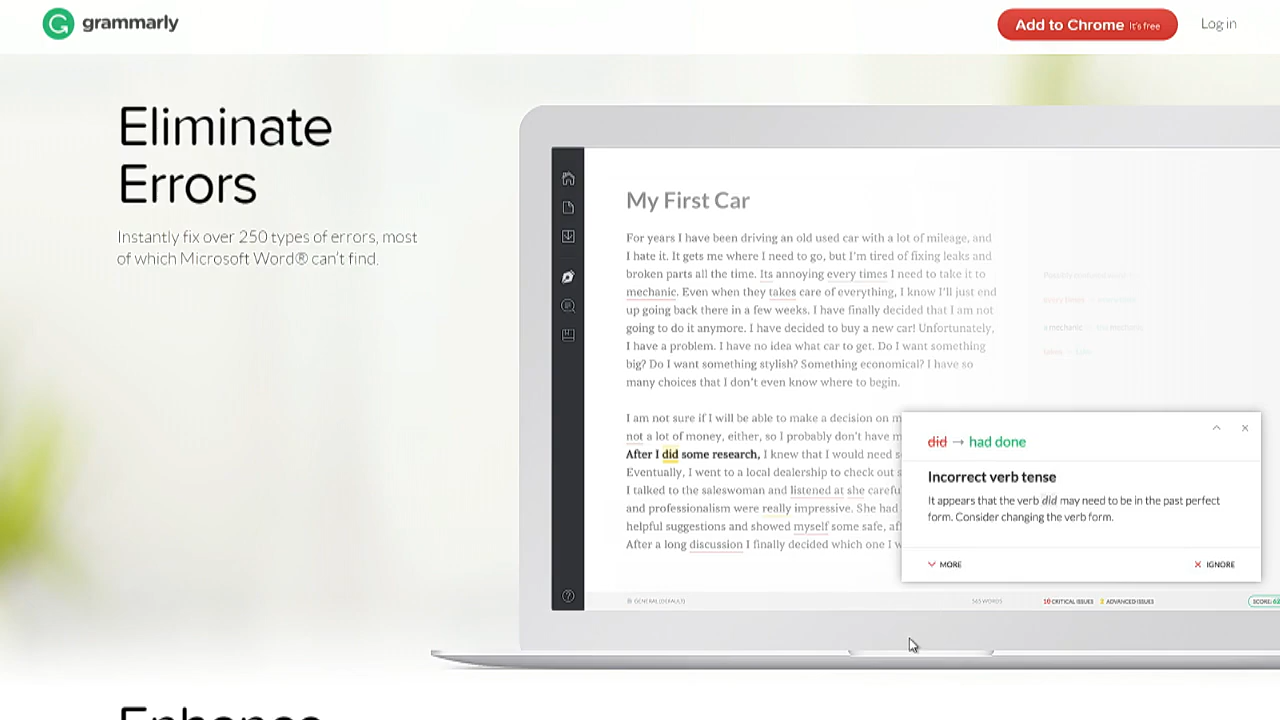 grammarly
Add to Chrome It's free
Log in
Eliminate
Errors
Instantly fix over 250 types of errors, most
of which Microsoft Word® can't find.
My First Car
For years I have been driving an old used car with a lot of mileage, and
I hate it. It gets me where I need to go, but I'm tired of fixing leaks and
broken parts all the time. Its annoying every times I need to take it to
mechanic. Even when they takes care of everything, I know I'll just end
up going back there in a few weeks. I have finally decided that I am not
going to do it anymore. I have decided to buy a new car! Unfortunately,
I have a problem. I have no idea what car to get. Do I want something
big? Do I want something stylish? Something economical? I have so
many choices that I don't even know where to begin.
I am not sure if I will be able to make a decision on
not a lot of money, either, so I probably don't have
After I did some research, I knew that I would need
Eventually, I went to a local dealership to check out
I talked to the saleswoman and listened at she
and professionalism were really impressive. She had
helpful suggestions and showed myself some safe,
After a long discussion I finally decided which one I
every times →
mechanic
takes →
did → had done
Incorrect verb tense
It appears that the verb did may need to be in the past perfect
form. Consider changing the verb form.
MORE
IGNORE
GENERAL (DEFAULT)
565 WORDS
10 CRITICAL ISSUES
ADVANCED ISSUES
SCORE: 62
Enhance